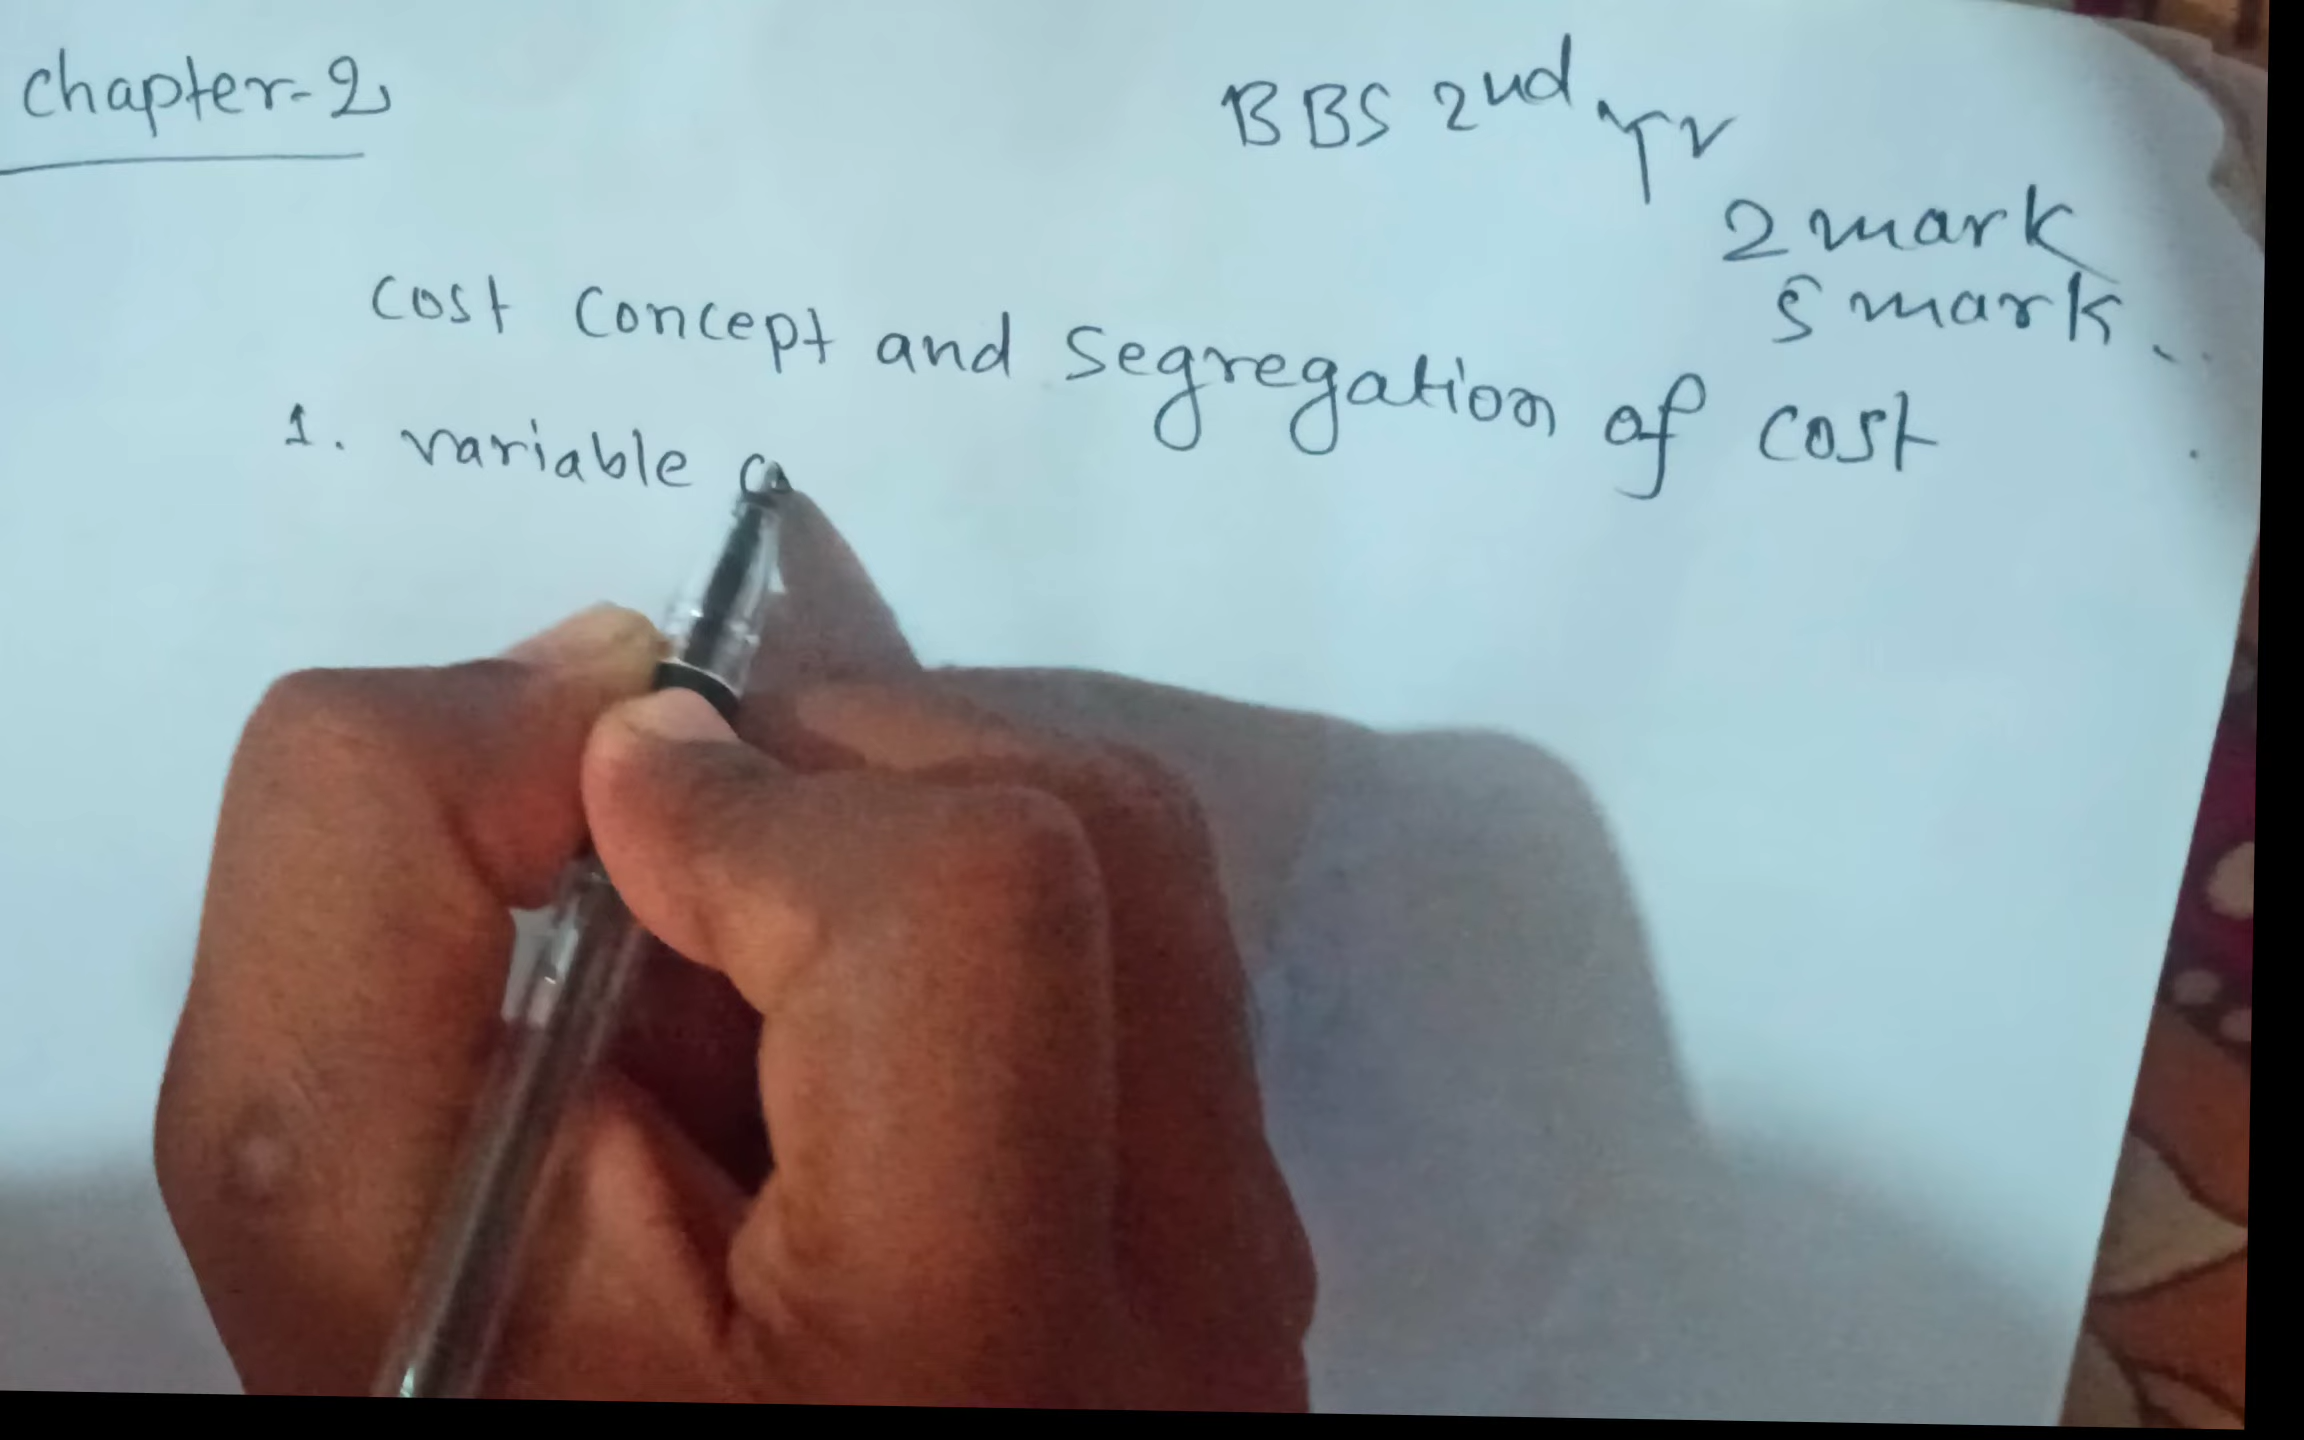 chapter-2
BBS 2nd yr
2 mark
5 mark..
cost concept and segregation of cost
1. variable